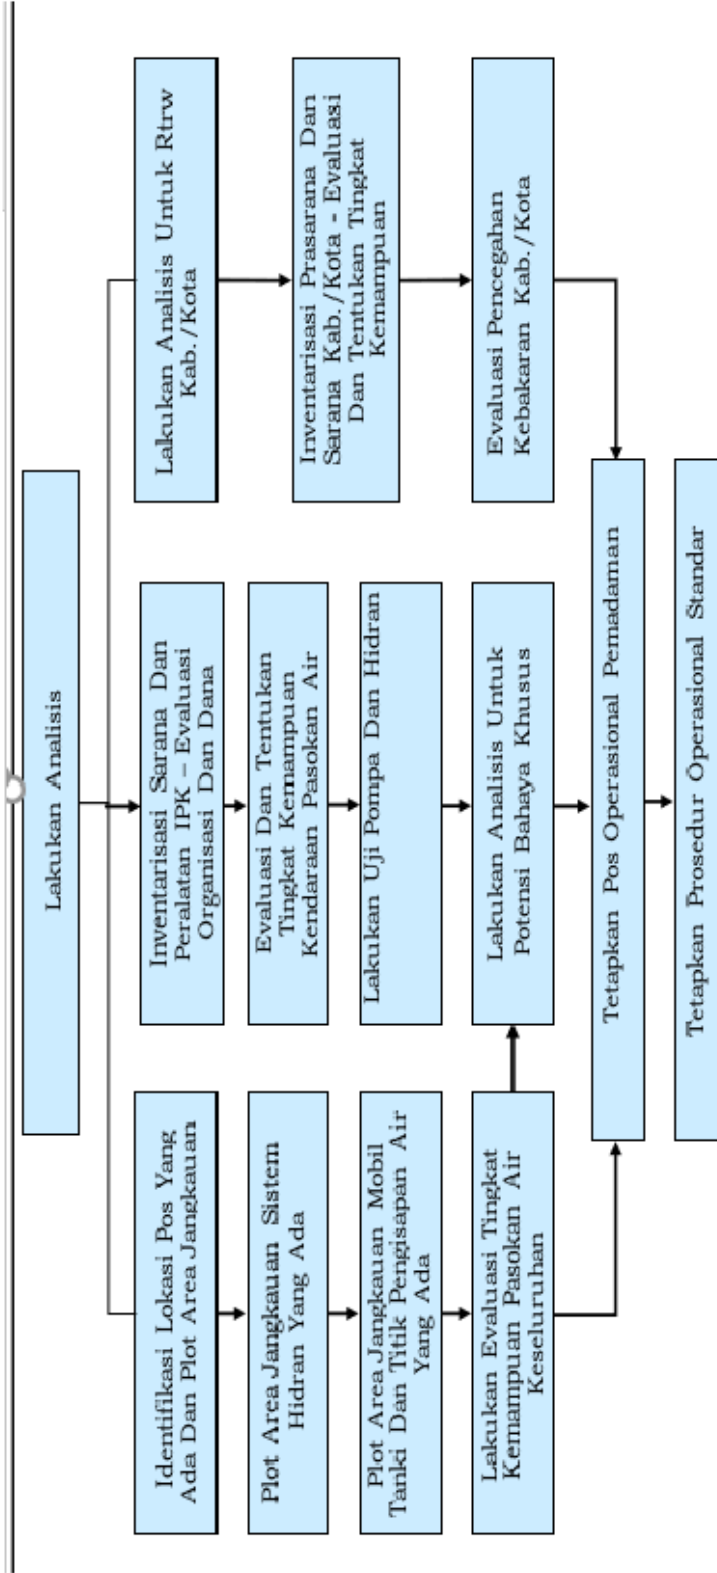 Lakukan Analisis
Identifikasi Lokasi Pos Yang
Ada Dan Plot Area Jangkauan
Plot Area Jangkauan Sistem
Hidran Yang Ada
Plot Area Jangkauan Mobil
Tanki Dan Titik Pengisapan Air
Yang Ada
Lakukan Evaluasi Tingkat
Kemampuan Pasokan Air
Keseluruhan
Inventarisasi Sarana Dan
Peralatan IPK – Evaluasi
Organisasi Dan Dana
Evaluasi Dan Tentukan
Tingkat Kemampuan
Kendaraan Pasokan Air
Lakukan Uji Pompa Dan Hidran
Lakukan Analisis Untuk
Potensi Bahaya Khusus
Lakukan Analisis Untuk Rtrw
Kab./Kota
Inventarisasi Prasarana Dan
Sarana Kab./Kota - Evaluasi
Dan Tentukan Tingkat
Kemampuan
Evaluasi Pencegahan
Kebakaran Kab./Kota
Tetapkan Pos Operasional Pemadaman
Tetapkan Prosedur Operasional Standar